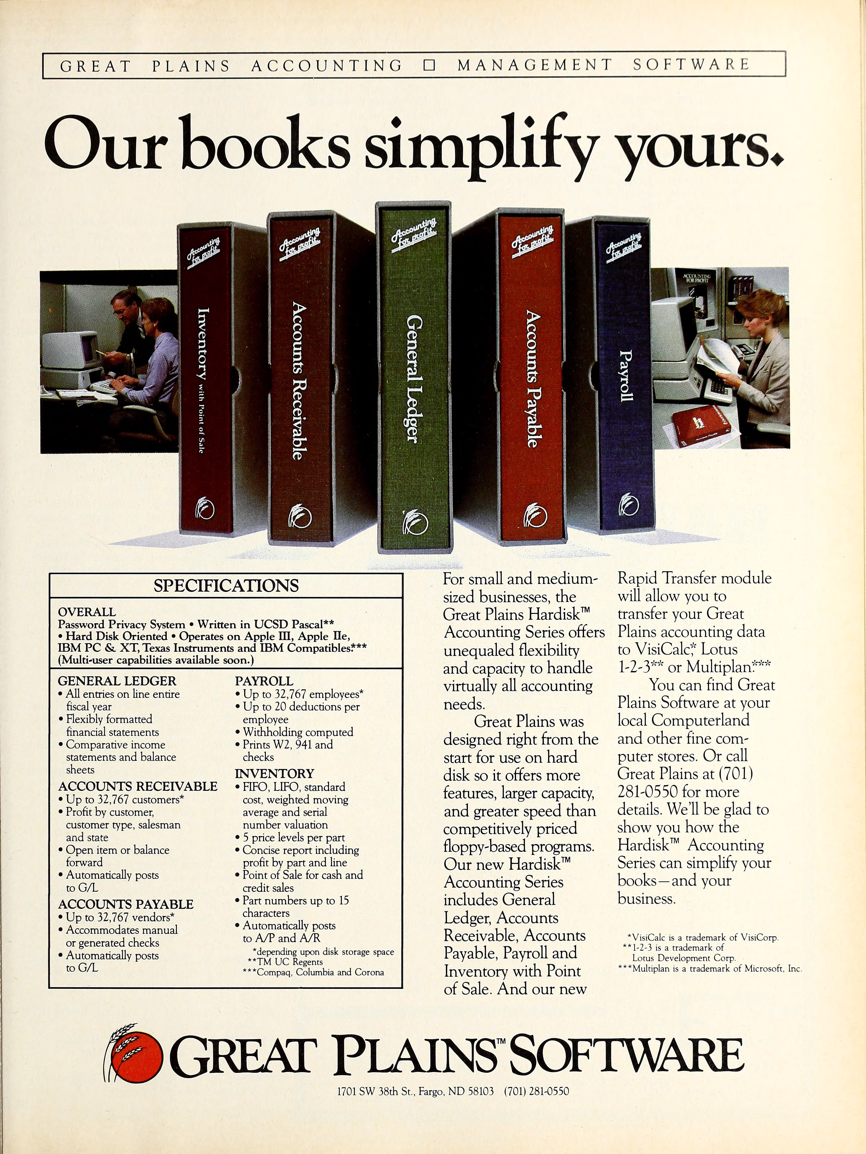 GREAT PLAINS ACCOUNTING □ MANAGEMENT SOFTWARE
Our books simplify yours.
Accounting
for profit
Inventory with Point of Sale
Accounting
for profit
Accounts Receivable
Accounting
for profit
General Ledger
Accounting
for profit
Accounts Payable
Accounting
for profit
Payroll
ACCOUNTING
FOR PROFIT
SPECIFICATIONS
OVERALL
Password Privacy System • Written in UCSD Pascal**
• Hard Disk Oriented • Operates on Apple III, Apple IIe,
IBM PC & XT, Texas Instruments and IBM Compatibles.***
(Multi-user capabilities available soon.)
GENERAL LEDGER
• All entries on line entire
fiscal year
• Flexibly formatted
financial statements
• Comparative income
statements and balance
sheets
ACCOUNTS RECEIVABLE
• Up to 32,767 customers*
• Profit by customer,
customer type, salesman
and state
• Open item or balance
forward
• Automatically posts
to G/L
ACCOUNTS PAYABLE
• Up to 32,767 vendors*
• Accommodates manual
or generated checks
• Automatically posts
to G/L
PAYROLL
• Up to 32,767 employees*
• Up to 20 deductions per
employee
• Withholding computed
• Prints W2, 941 and
checks
INVENTORY
• FIFO, LIFO, standard
cost, weighted moving
average and serial
number valuation
• 5 price levels per part
• Concise report including
profit by part and line
• Point of Sale for cash and
credit sales
• Part numbers up to 15
characters
• Automatically posts
to A/P and A/R
*depending upon disk storage space
**TM UC Regents
***Compaq, Columbia and Corona
For small and medium-
sized businesses, the
Great Plains Hardisk™
Accounting Series offers
unequaled flexibility
and capacity to handle
virtually all accounting
needs.
Great Plains was
designed right from the
start for use on hard
disk so it offers more
features, larger capacity,
and greater speed than
competitively priced
floppy-based programs.
Our new Hardisk™
Accounting Series
includes General
Ledger, Accounts
Receivable, Accounts
Payable, Payroll and
Inventory with Point
of Sale. And our new
Rapid Transfer module
will allow you to
transfer your Great
Plains accounting data
to VisiCalc,* Lotus
1-2-3** or Multiplan.***
You can find Great
Plains Software at your
local Computerland
and other fine com-
puter stores. Or call
Great Plains at (701)
281-0550 for more
details. We'll be glad to
show you how the
Hardisk™ Accounting
Series can simplify your
books—and your
business.
*VisiCalc is a trademark of VisiCorp.
**1-2-3 is a trademark of
Lotus Development Corp.
***Multiplan is a trademark of Microsoft, Inc.
GREAT PLAINS™ SOFTWARE
1701 SW 38th St., Fargo, ND 58103 (701) 281-0550